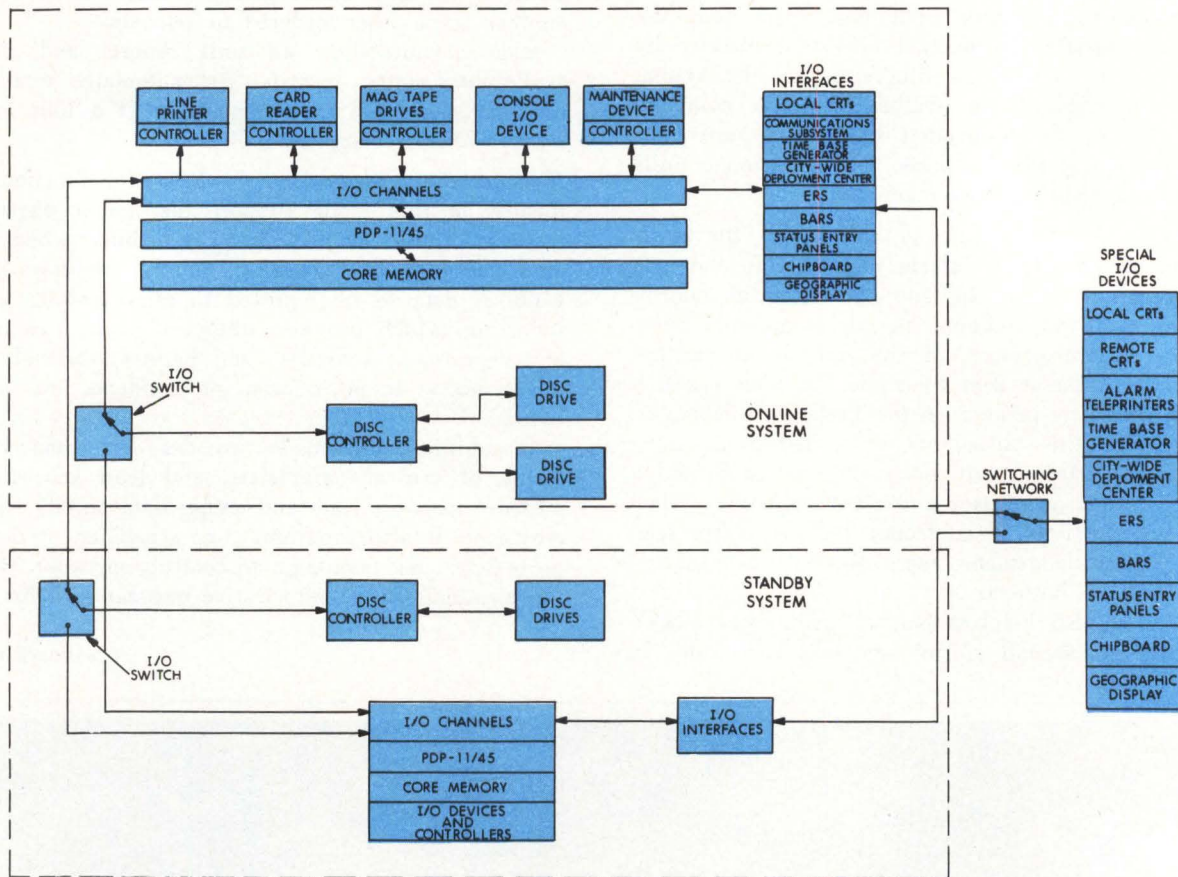 I/O
INTERFACES
LINE
PRINTER
CONTROLLER
CARD
READER
CONTROLLER
MAG TAPE
DRIVES
CONTROLLER
CONSOLE
I/O
DEVICE
MAINTENANCE
DEVICE
CONTROLLER
LOCAL CRTs
COMMUNICATIONS
SUBSYSTEM
TIME BASE
GENERATOR
CITY-WIDE
DEPLOYMENT CENTER
ERS
BARS
STATUS ENTRY
PANELS
CHIPBOARD
GEOGRAPHIC
DISPLAY
I/O CHANNELS
PDP-11/45
CORE MEMORY
SPECIAL
I/O
DEVICES
LOCAL CRTs
REMOTE
CRTs
ALARM
TELEPRINTERS
TIME BASE
GENERATOR
CITY-WIDE
DEPLOYMENT
CENTER
ERS
BARS
STATUS ENTRY
PANELS
CHIPBOARD
GEOGRAPHIC
DISPLAY
I/O
SWITCH
DISC
CONTROLLER
DISC
DRIVE
DISC
DRIVE
ONLINE
SYSTEM
SWITCHING
NETWORK
I/O
SWITCH
DISC
CONTROLLER
DISC
DRIVES
STANDBY
SYSTEM
I/O CHANNELS
PDP-11/45
CORE MEMORY
I/O DEVICES
AND
CONTROLLERS
I/O
INTERFACES